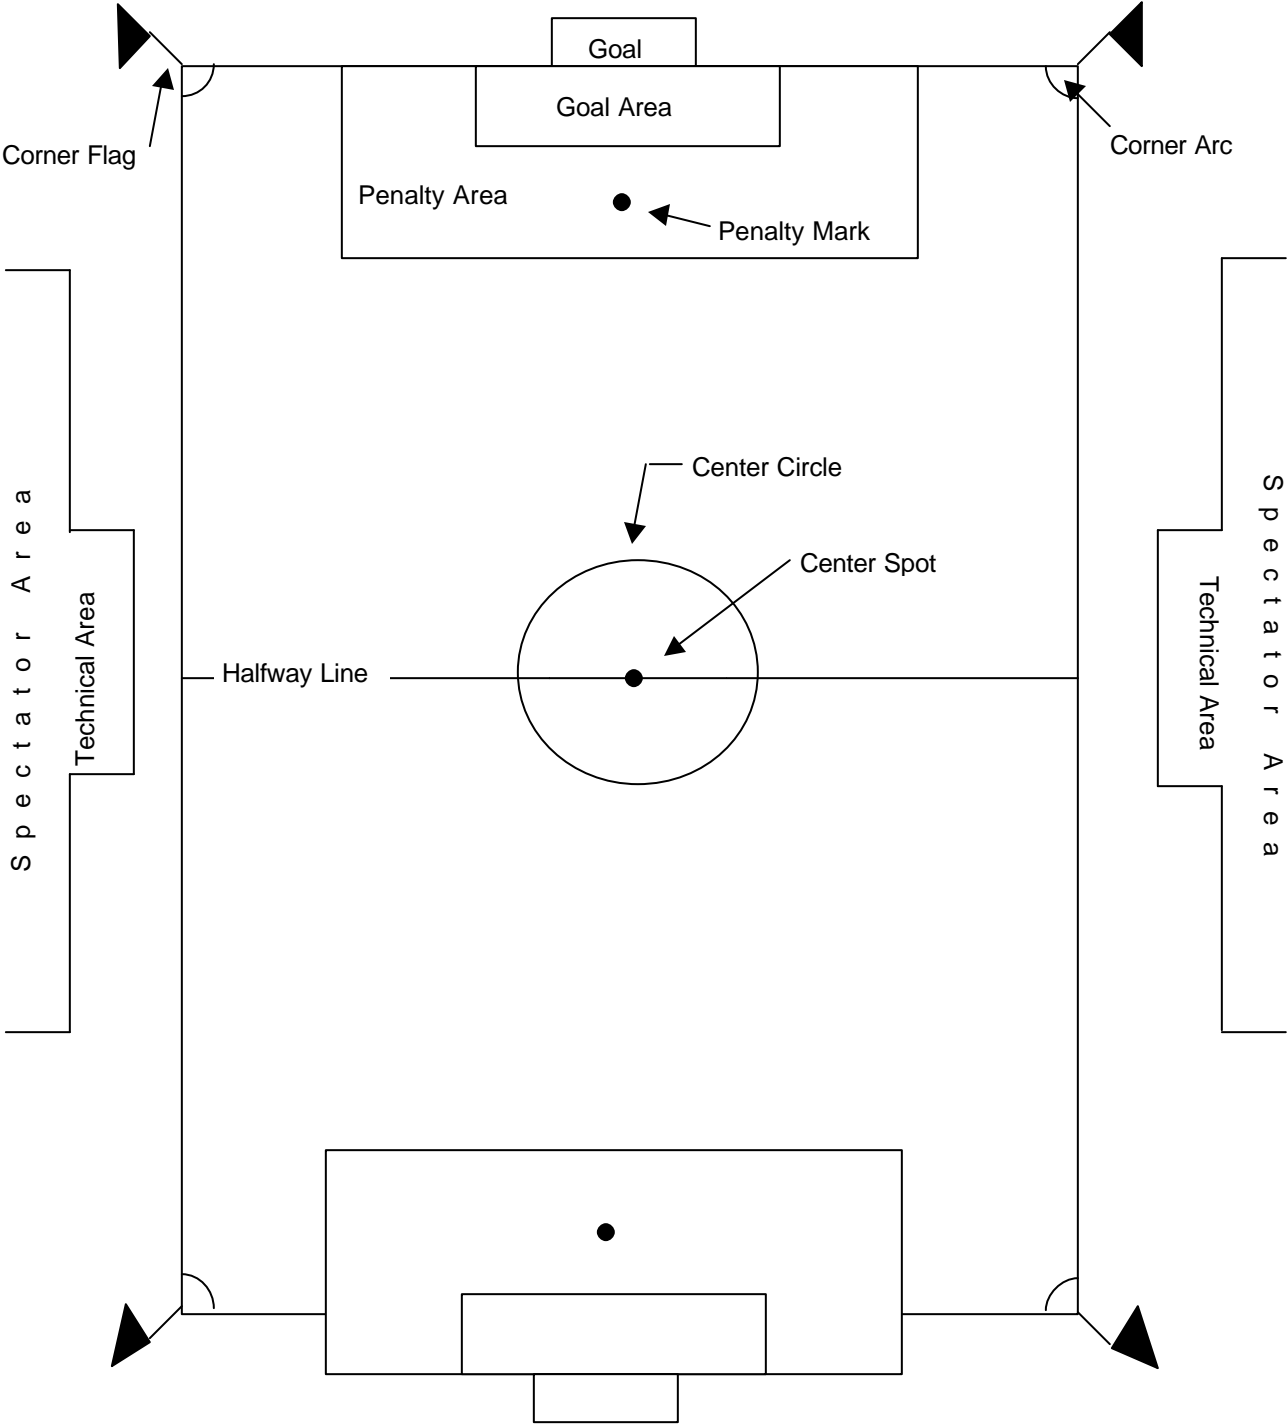 Goal
Goal Area
Corner Flag
Corner Arc
Penalty Area
Penalty Mark
Center Circle
Center Spot
Halfway Line
Spectator Area
Technical Area
Technical Area
Spectator Area